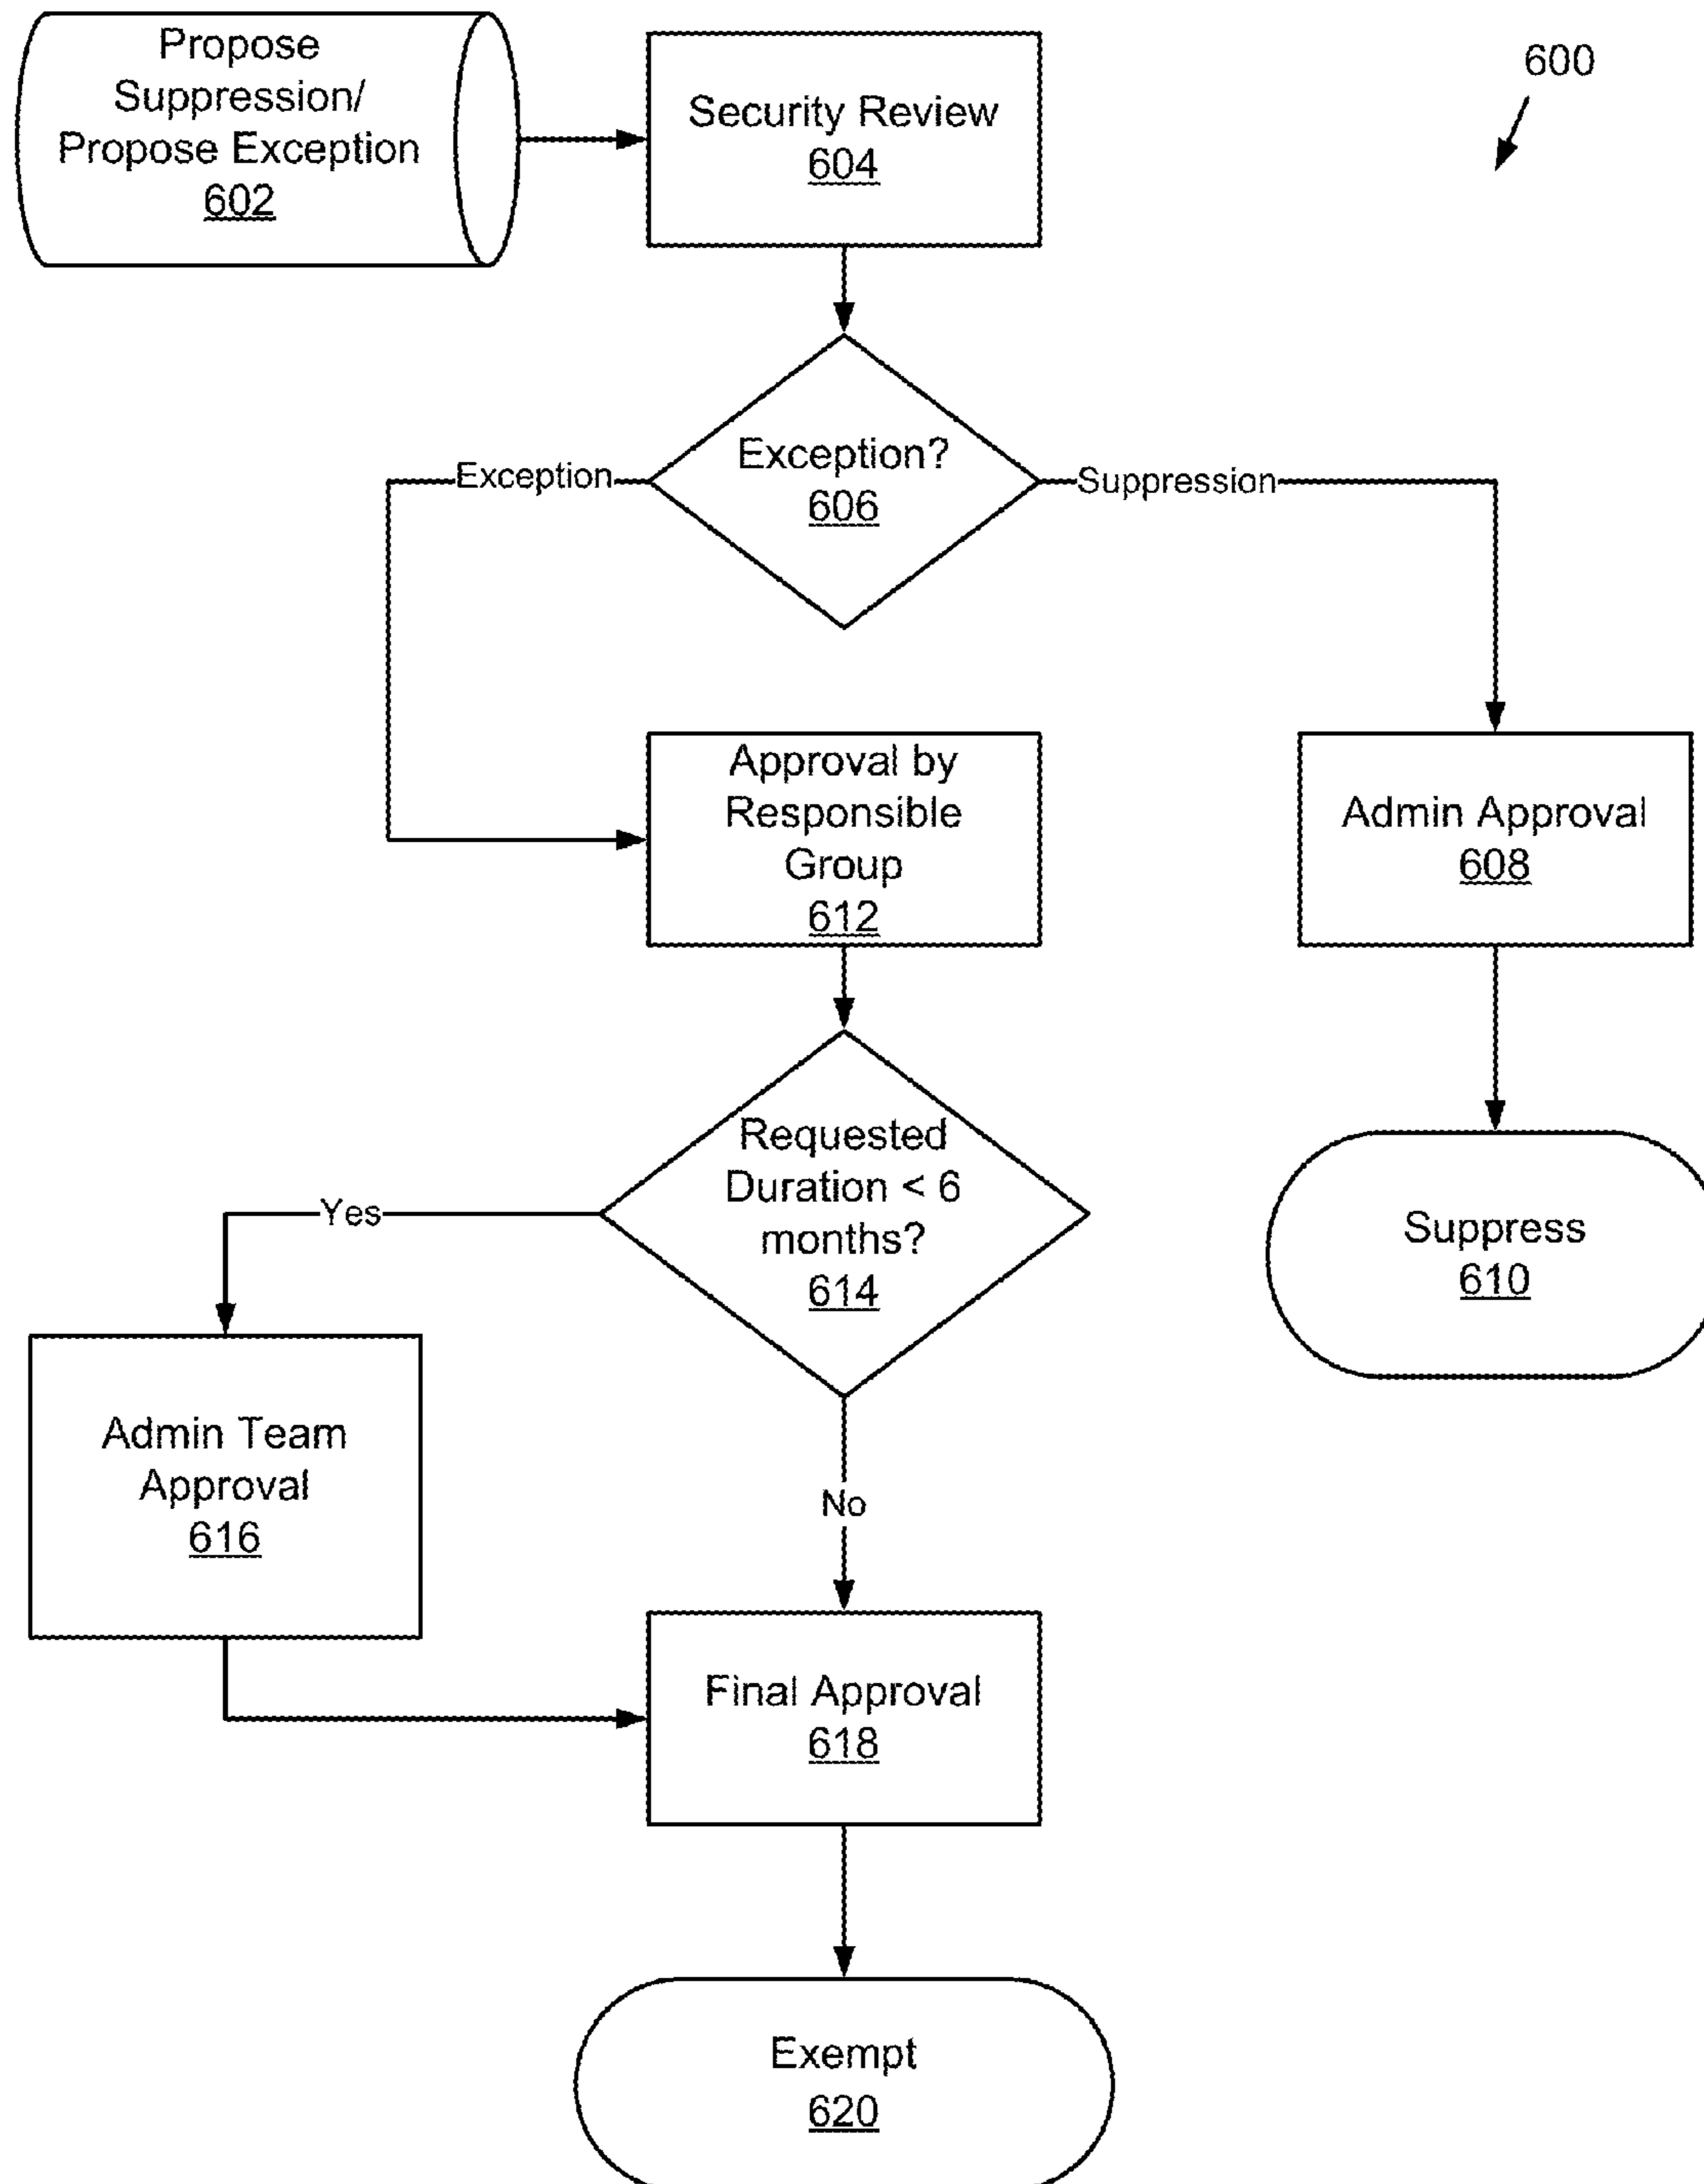 Propose
Suppression/
Propose Exception
602
Security Review
604
600
Exception?
606
Exception
Suppression
Approval by
Responsible
Group
612
Admin Approval
608
Requested
Duration < 6
months?
614
Yes
Suppress
610
Admin Team
Approval
616
No
Final Approval
618
Exempt
620